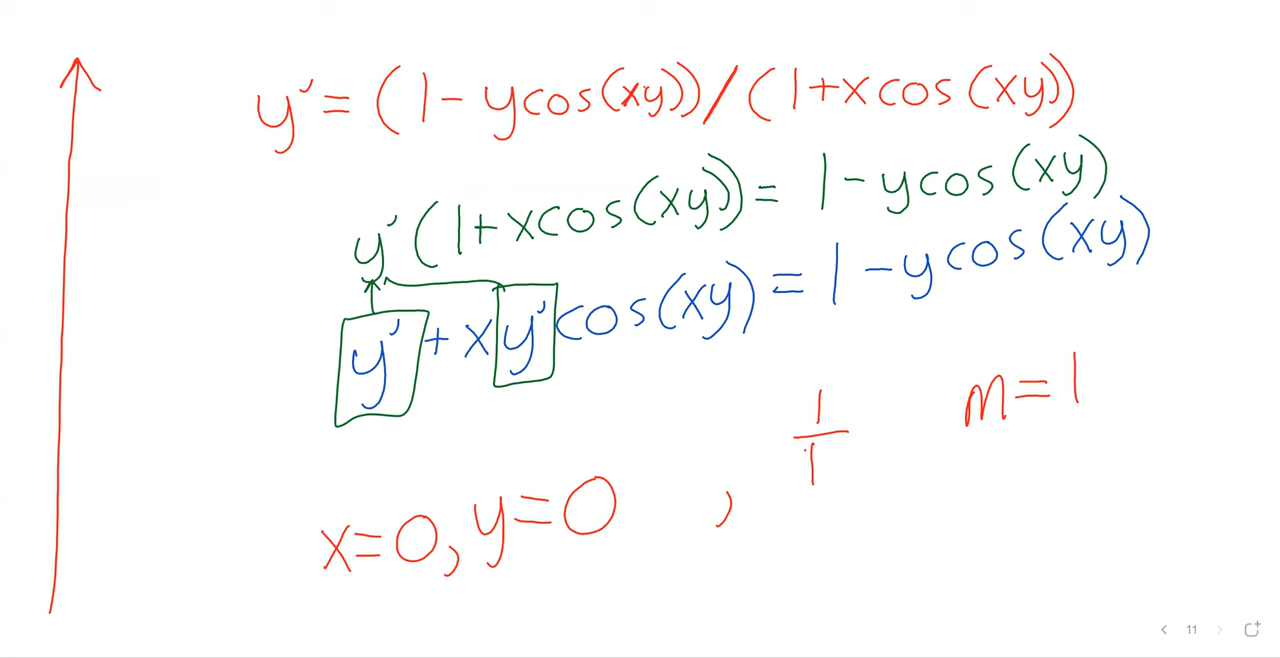 y' = (1 - ycos(xy)) / (1 + xcos(xy))
y'(1 + xcos(xy)) = 1 - ycos(xy)
y' + xy'cos(xy) = 1 - ycos(xy)
1/1 m = 1
x = 0, y = 0 ,
< 11 >